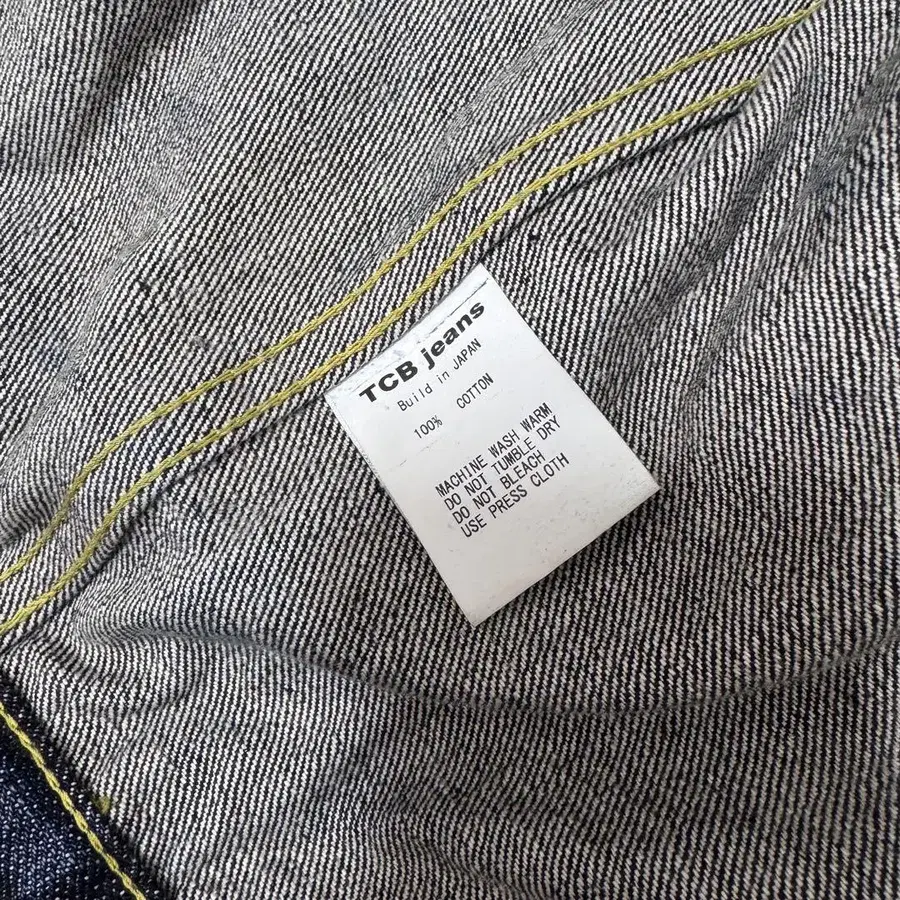 TCB jeans
Build in JAPAN
100% COTTON
MACHINE WASH WARM
DO NOT TUMBLE DRY
DO NOT BLEACH
USE PRESS CLOTH